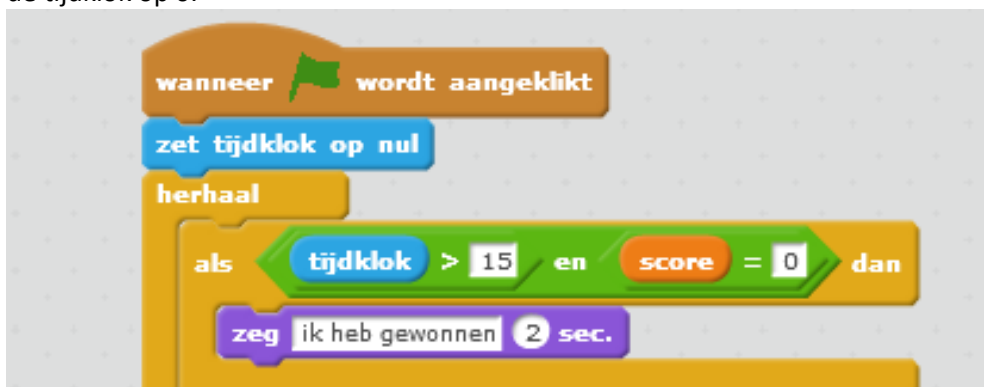 wanneer wordt aangeklikt
zet tijdklok op nul
herhaal
als tijdklok > 15 en score = 0 dan
zeg ik heb gewonnen 2 sec.